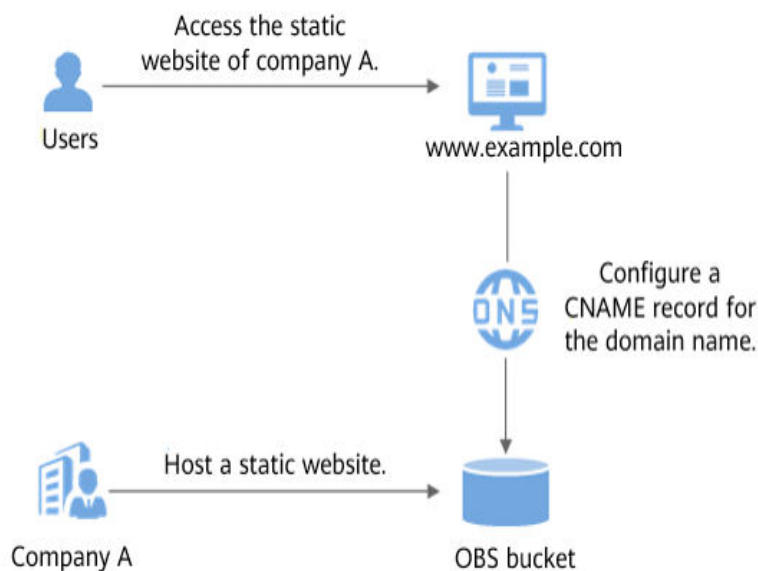 Access the static
website of company A.
Users
www.example.com
DNS
Configure a
CNAME record for
the domain name.
Host a static website.
Company A
OBS bucket